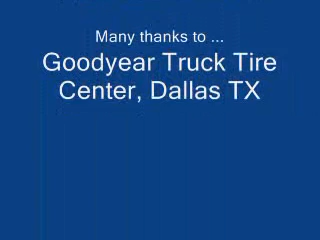 Many thanks to ...
Goodyear Truck Tire
Center, Dallas TX